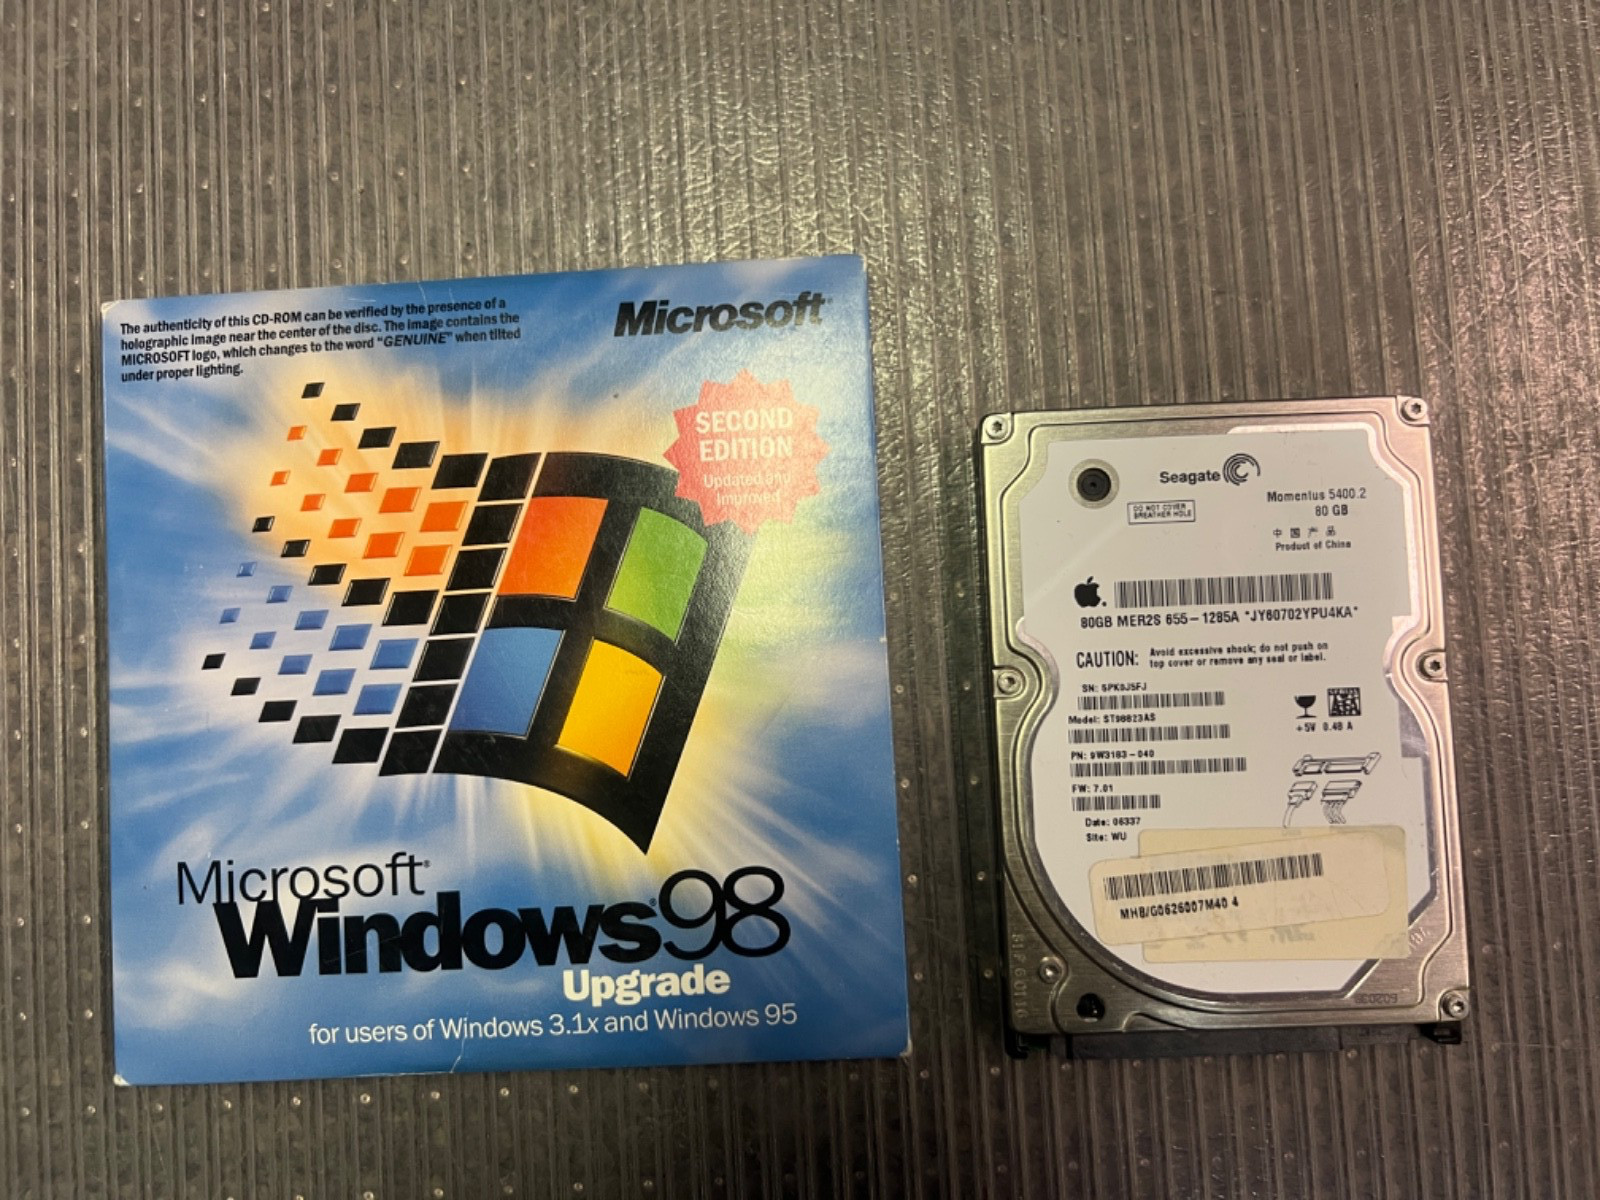 The authenticity of this CD-ROM can be verified by the presence of a
holographic image near the center of the disc. The image contains the
MICROSOFT logo, which changes to the word "GENUINE" when tilted
under proper lighting.
Microsoft
SECOND
EDITION
Updated and
Improved
Microsoft®
Windows®98
Upgrade
for users of Windows 3.1x and Windows 95
Seagate
Momentus 5400.2
80 GB
DO NOT COVER
BREATHER HOLE
中国产品
Product of China
80GB MER2S 655-1285A *JY60702YPU4KA*
CAUTION: Avoid excessive shock; do not push on
top cover or remove any seal or label.
SN: 5PK0J5FJ
Model: ST98823AS
+5V 0.48 A
SERIAL
ATA
PN: 9W3183-040
FW: 7.01
Date: 06337
Site: WU
MHB/G0626007M40 4